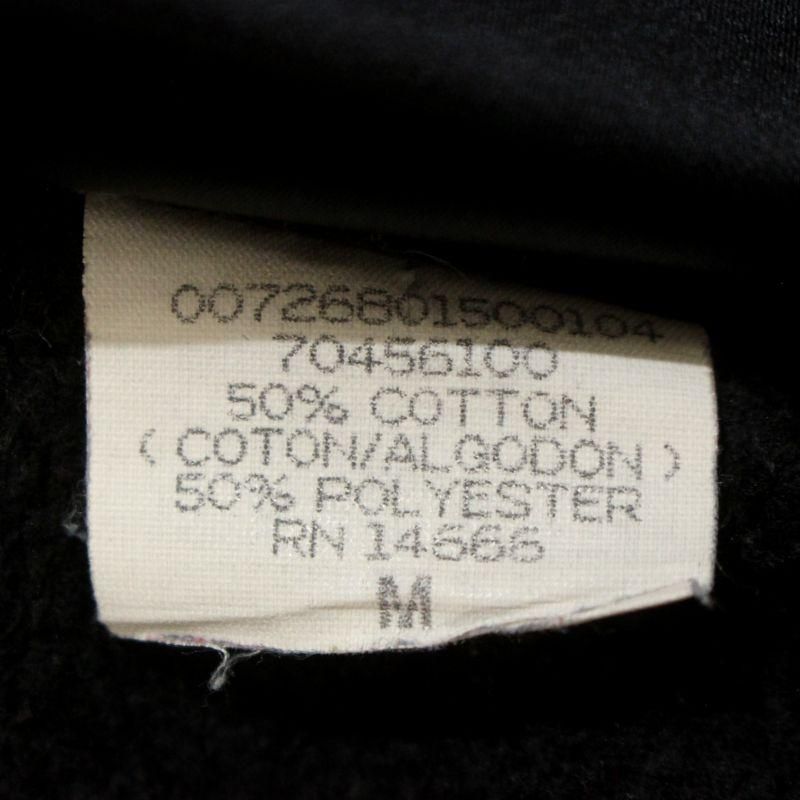 00726801500104
70456100
50% COTTON
( COTON/ALGODON )
50% POLYESTER
RN 14666
M